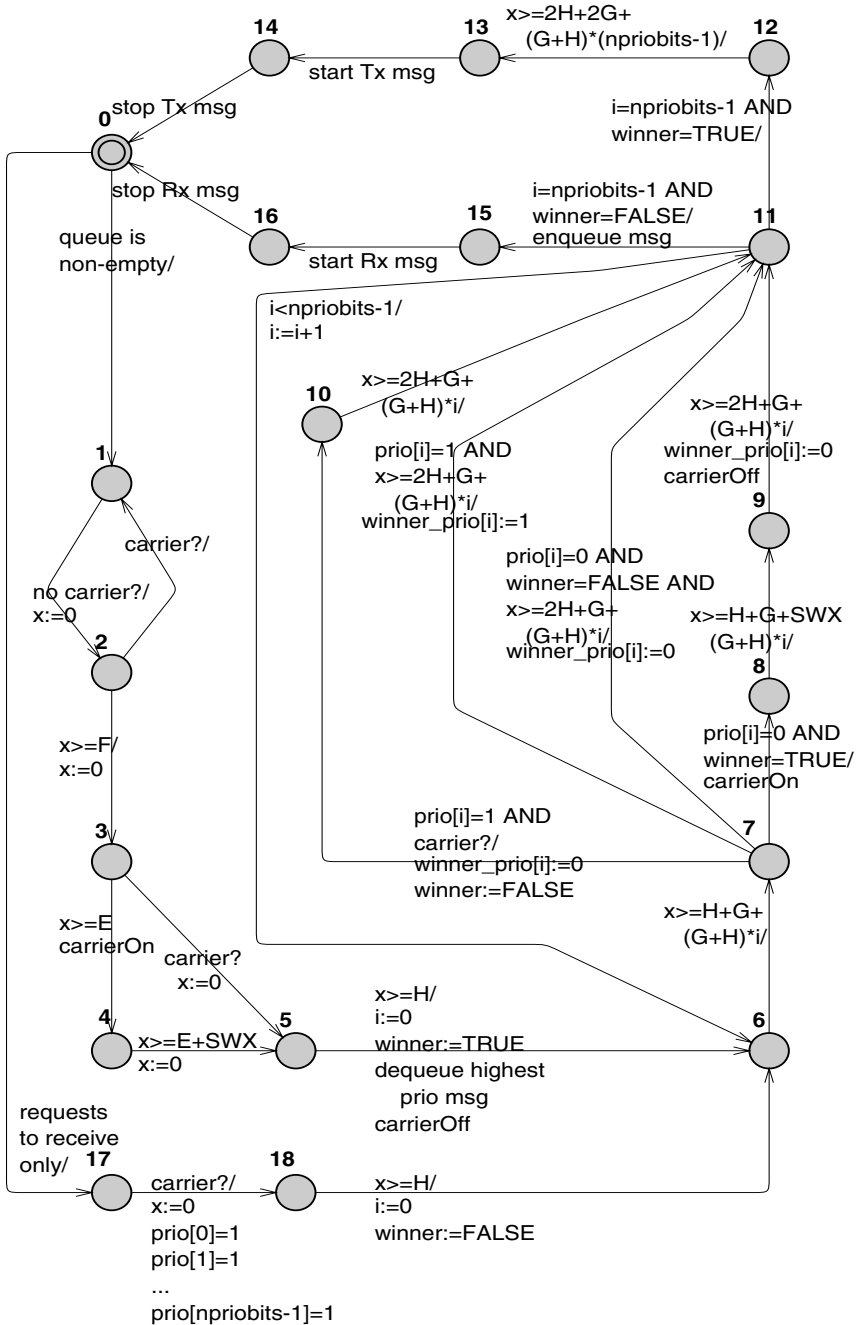 14
13
x>=2H+2G+
(G+H)*(npriobits-1)/
12
start Tx msg
stop Tx msg
0
i=npriobits-1 AND
winner=TRUE/
stop Rx msg
16
15
i=npriobits-1 AND
winner=FALSE/
enqueue msg
11
start Rx msg
queue is
non-empty/
i<npriobits-1/
i:=i+1
10
x>=2H+G+
(G+H)*i/
x>=2H+G+
(G+H)*i/
winner_prio[i]:=0
carrierOff
prio[i]=1 AND
x>=2H+G+
(G+H)*i/
winner_prio[i]:=1
1
9
carrier?/
no carrier?/
x:=0
prio[i]=0 AND
winner=FALSE AND
x>=2H+G+
(G+H)*i/
winner_prio[i]:=0
x>=H+G+SWX
(G+H)*i/
2
8
x>=F/
x:=0
prio[i]=0 AND
winner=TRUE/
carrierOn
3
prio[i]=1 AND
carrier?/
winner_prio[i]:=0
winner:=FALSE
7
x>=E
carrierOn
carrier?
x:=0
x>=H+G+
(G+H)*i/
4
x>=E+SWX
x:=0
5
x>=H/
i:=0
winner:=TRUE
dequeue highest
prio msg
carrierOff
6
requests
to receive
only/
17
carrier?/
x:=0
prio[0]=1
prio[1]=1
...
prio[npriobits-1]=1
18
x>=H/
i:=0
winner:=FALSE